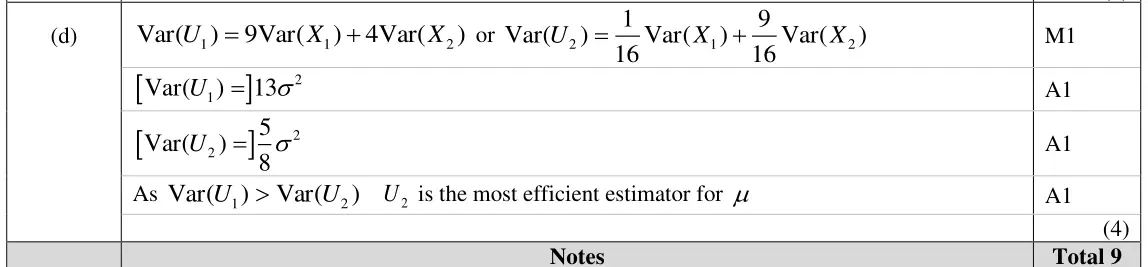 (d) Var(U₁) = 9Var(X₁) + 4Var(X₂) or Var(U₂) = 1/16 Var(X₁) + 9/16 Var(X₂) M1
[Var(U₁) =] 13σ² A1
[Var(U₂) =] 5/8 σ² A1
As Var(U₁) > Var(U₂) U₂ is the most efficient estimator for μ A1
(4)
Notes Total 9